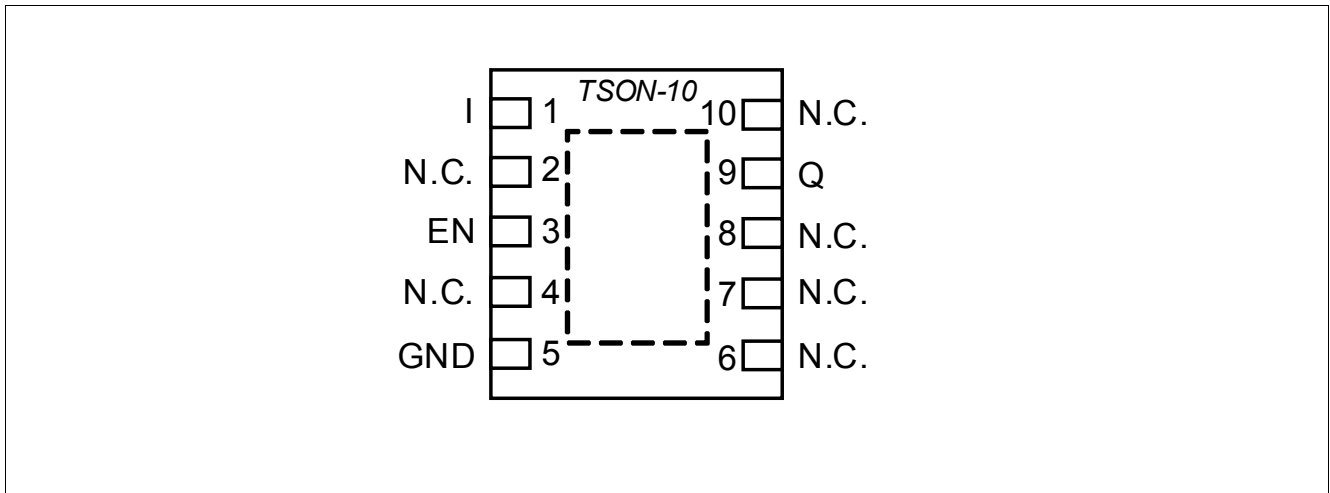 TSON-10
I 1 10 N.C.
N.C. 2 9 Q
EN 3 8 N.C.
N.C. 4 7 N.C.
GND 5 6 N.C.